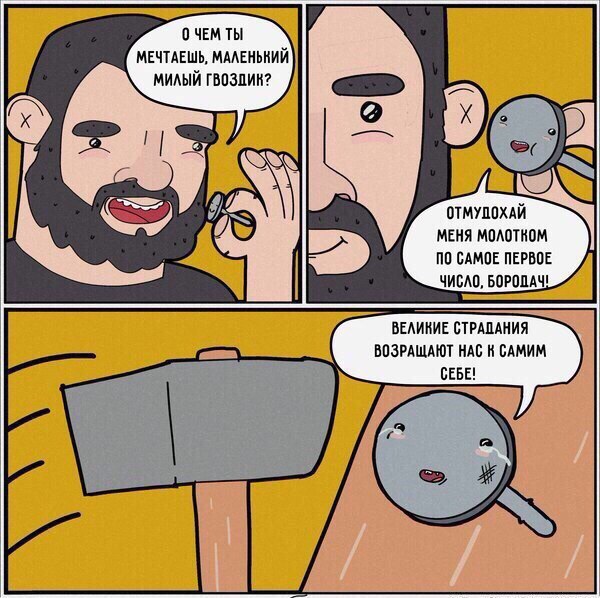 О ЧЕМ ТЫ
МЕЧТАЕШЬ, МАЛЕНЬКИЙ
МИЛЫЙ ГВОЗДИК?
ОТМУДОХАЙ
МЕНЯ МОЛОТКОМ
ПО САМОЕ ПЕРВОЕ
ЧИСЛО, БОРОДАЧ!
ВЕЛИКИЕ СТРАДАНИЯ
ВОЗРАЩАЮТ НАС К САМИМ
СЕБЕ!